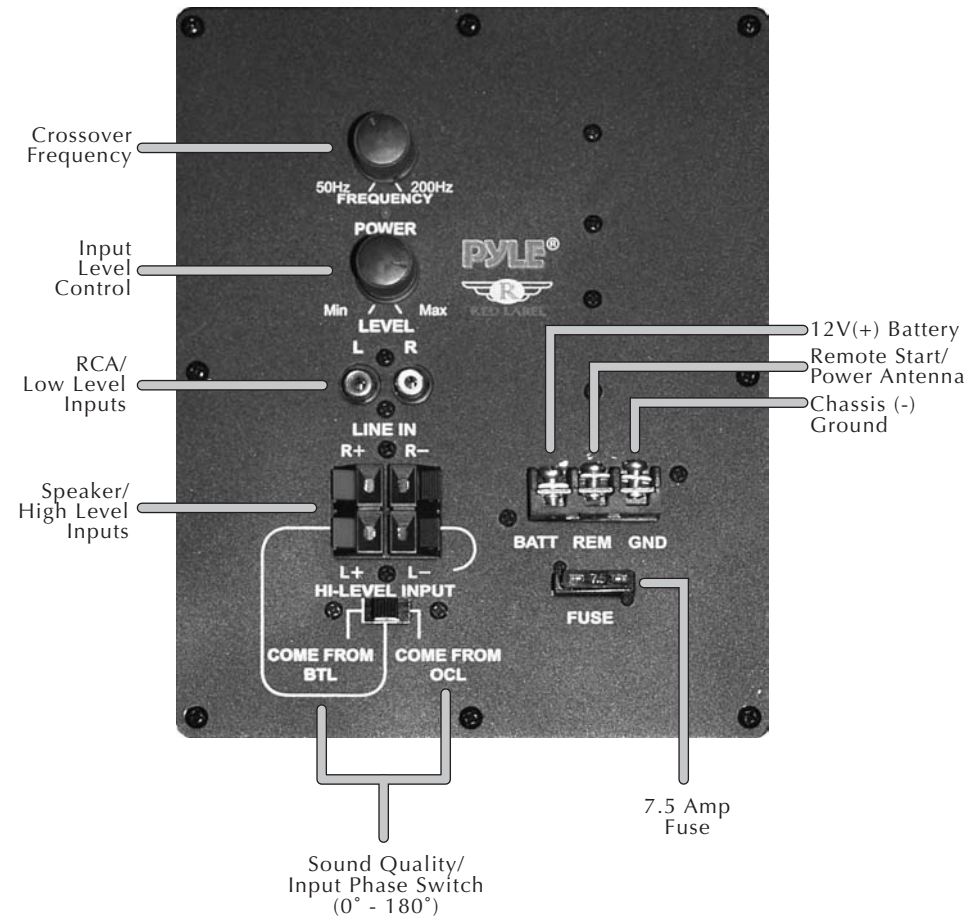 Crossover
Frequency
50Hz 200Hz
FREQUENCY
POWER
Input
Level
Control
PYLE®
R
RED LABEL
Min Max
LEVEL
L R
RCA/
Low Level
Inputs
LINE IN
R+ R–
Speaker/
High Level
Inputs
L+ L–
HI-LEVEL INPUT
COME FROM
BTL
COME FROM
OCL
12V(+) Battery
Remote Start/
Power Antenna
Chassis (-)
Ground
BATT REM GND
7.5
FUSE
7.5 Amp
Fuse
Sound Quality/
Input Phase Switch
(0˚ - 180˚)